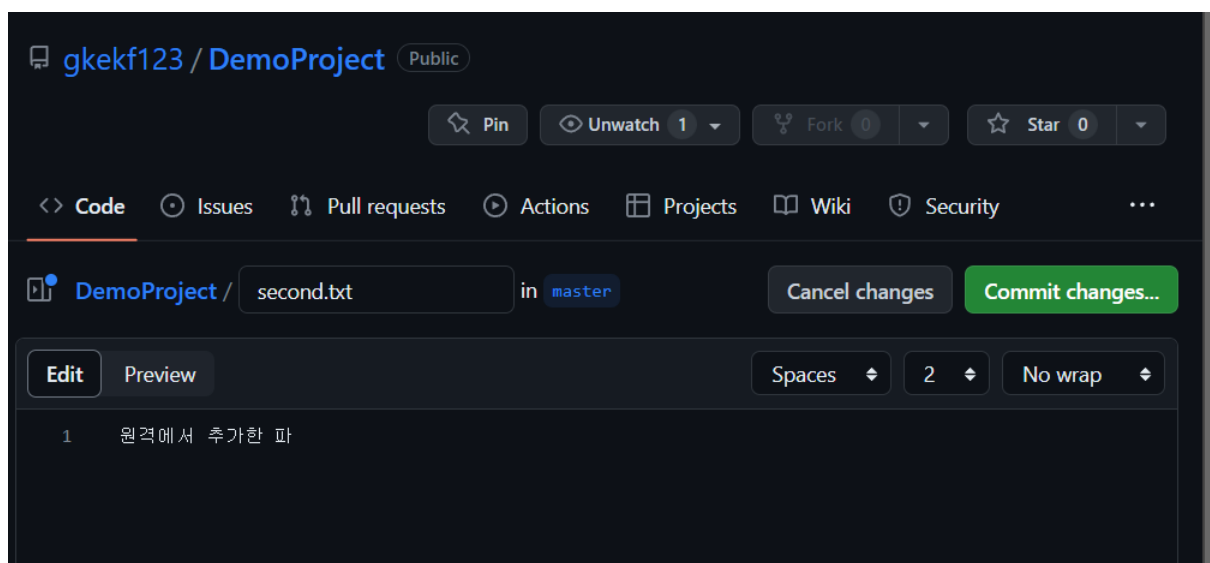 gkekf123 / DemoProject Public
Pin Unwatch 1 Fork 0 Star 0
<> Code Issues Pull requests Actions Projects Wiki Security ...
DemoProject / second.txt in master Cancel changes Commit changes...
Edit Preview Spaces 2 No wrap
1 원격에서 추가한 파